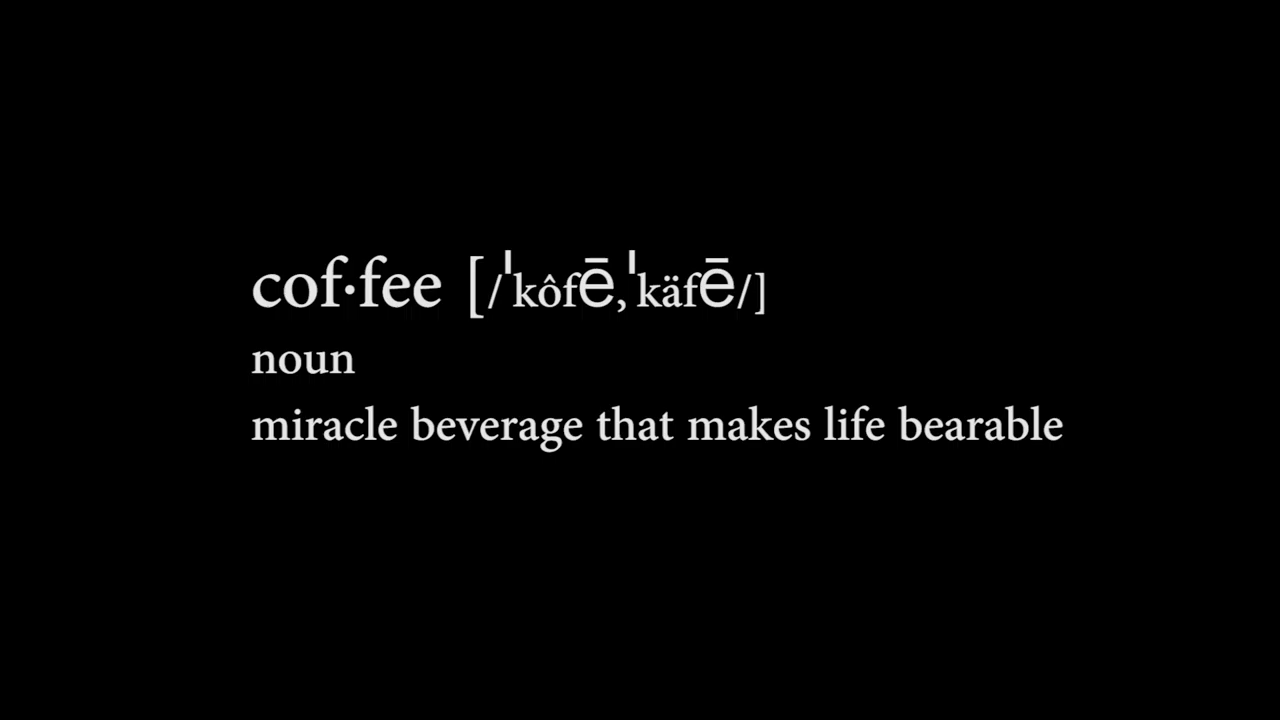 cof·fee [/ˈkôfē,ˈkäfē/]
noun
miracle beverage that makes life bearable